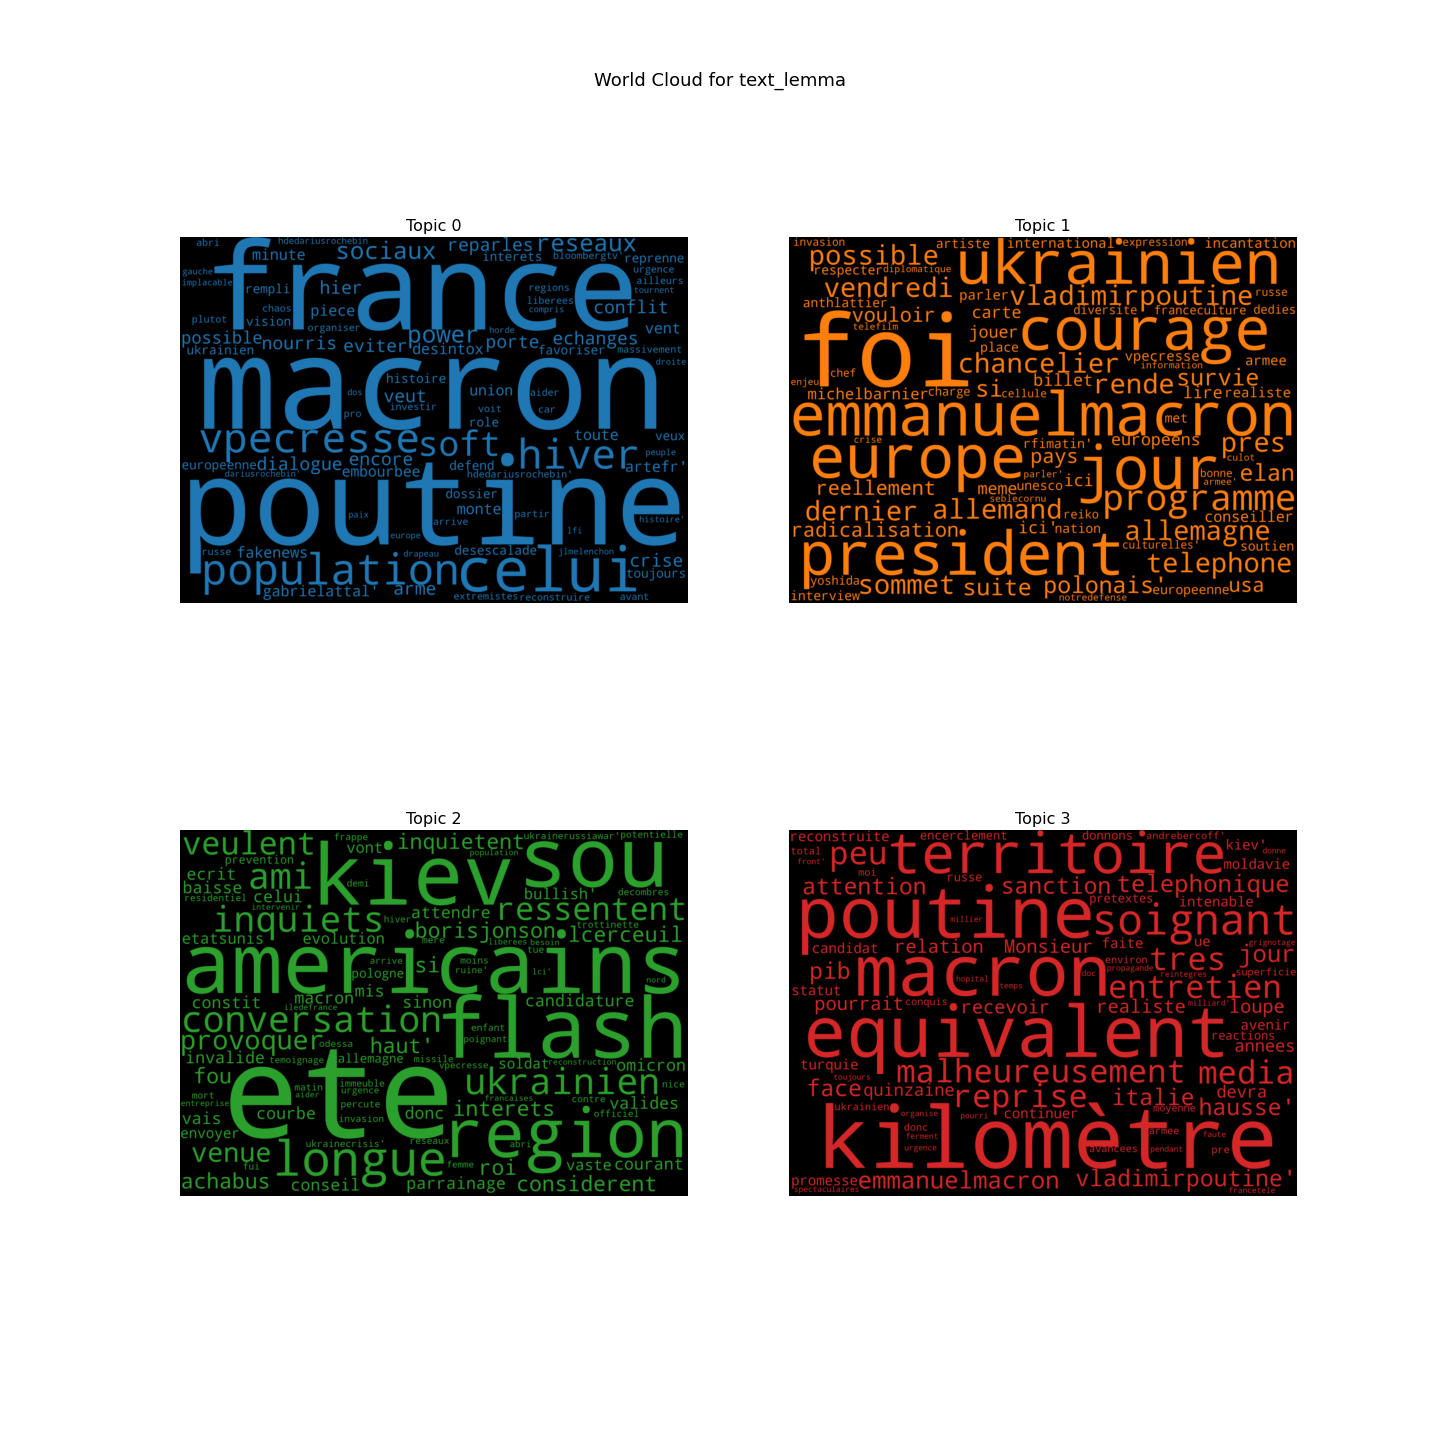 World Cloud for text_lemma
Topic 0
abri hdedariusrochebin
minute sociaux reparles reseaux
interets bloombergtv' reprenne
gauche france urgence
implacable ailleurs
rempli hier regions tournent
chaos piece liberees conflit
plutot vision organiser compris
possible power horde vent
nourris eviter desintox porte echanges
ukrainien favoriser massivement
macron droite
histoire union aider
dos veut
pro investir voit car
role
vpecresse soft hiver toute veux
encore peuple
europeenne dialogue embourbee defend artefr'
dariusrochebin' hdedariusrochebin'
poutine dossier
monte partir
paix arrive lfi histoire'
europe
russe fakenews drapeau desescalade jlmelenchon crise
population celui toujours
gabrielattal' arme extremistes reconstruire avant
Topic 1
invasion artiste international expression incantation
possible ukrainien
respecter diplomatique
vendredi parler vladimirpoutine russe
anthlattier diversite franceculture dedies
vouloir carte
telefilm jouer courage
foi place
chancelier vpecresse armee
enjeu chef information
billet rende survie
michelbarnier charge si cellule lire realiste
emmanuelmacron
met
crise rfimatin' europeens pres
europe pays culot
parler' jour bonne elan
reellement meme unesco ici armee'
seblecornu programme
dernier allemand reiko conseiller
radicalisation ici' nation allemagne
president culturelles' soutien
telephone
yoshida sommet suite polonais' europeenne usa
interview notredefense
Topic 2
veulent frappe inquietent ukrainerussiawar' potentielle
vont kiev sou
prevention population
ecrit ami
baisse celui demi bullish' decombres
residentiel intervenir
inquiets hiver attendre ressentent
trottinette
etatsunis evolution borisjonson lcerceuil
mere liberees besoin
americains tue
arrive si moins
pologne ruine' lci' nord
mis
constit macron sinon candidature
iledefrance
conversation flash
enfant
provoquer odessa haut' poignant
invalide temoignage allemagne missile vpecresse soldat reconstruction omicron
fou ete matin immeuble ukrainien nice
urgence
mort aider francaises contre
entreprise percute interets valides
vais courbe invasion donc officiel
envoyer region
ukrainecrisis' reseaux abri
venue longue
fui femme roi vaste courant
achabus conseil parrainage considerent
Topic 3
reconstruite encerclement donnons andrebercoff'
total peu territoire kiev' donne
front' moldavie
moi russe
attention sanction telephonique
poutine pretextes intenable'
millier soignant
candidat relation Monsieur faite ue grignotage
pib macron environ tres jour
doc propagande superficie
statut hopital temps entretien reintegres
pourrait conquis recevoir realiste milliard' loupe
equivalent avenir
reactions
turquie malheureusement media annees
toujours
face quinzaine reprise italie devra
ukrainien organise continuer moyenne hausse'
pourri
donc kilomètre armee
ferment faute
urgence avancees pendant pre
promesse emmanuelmacron vladimirpoutine'
spectaculaires francetele